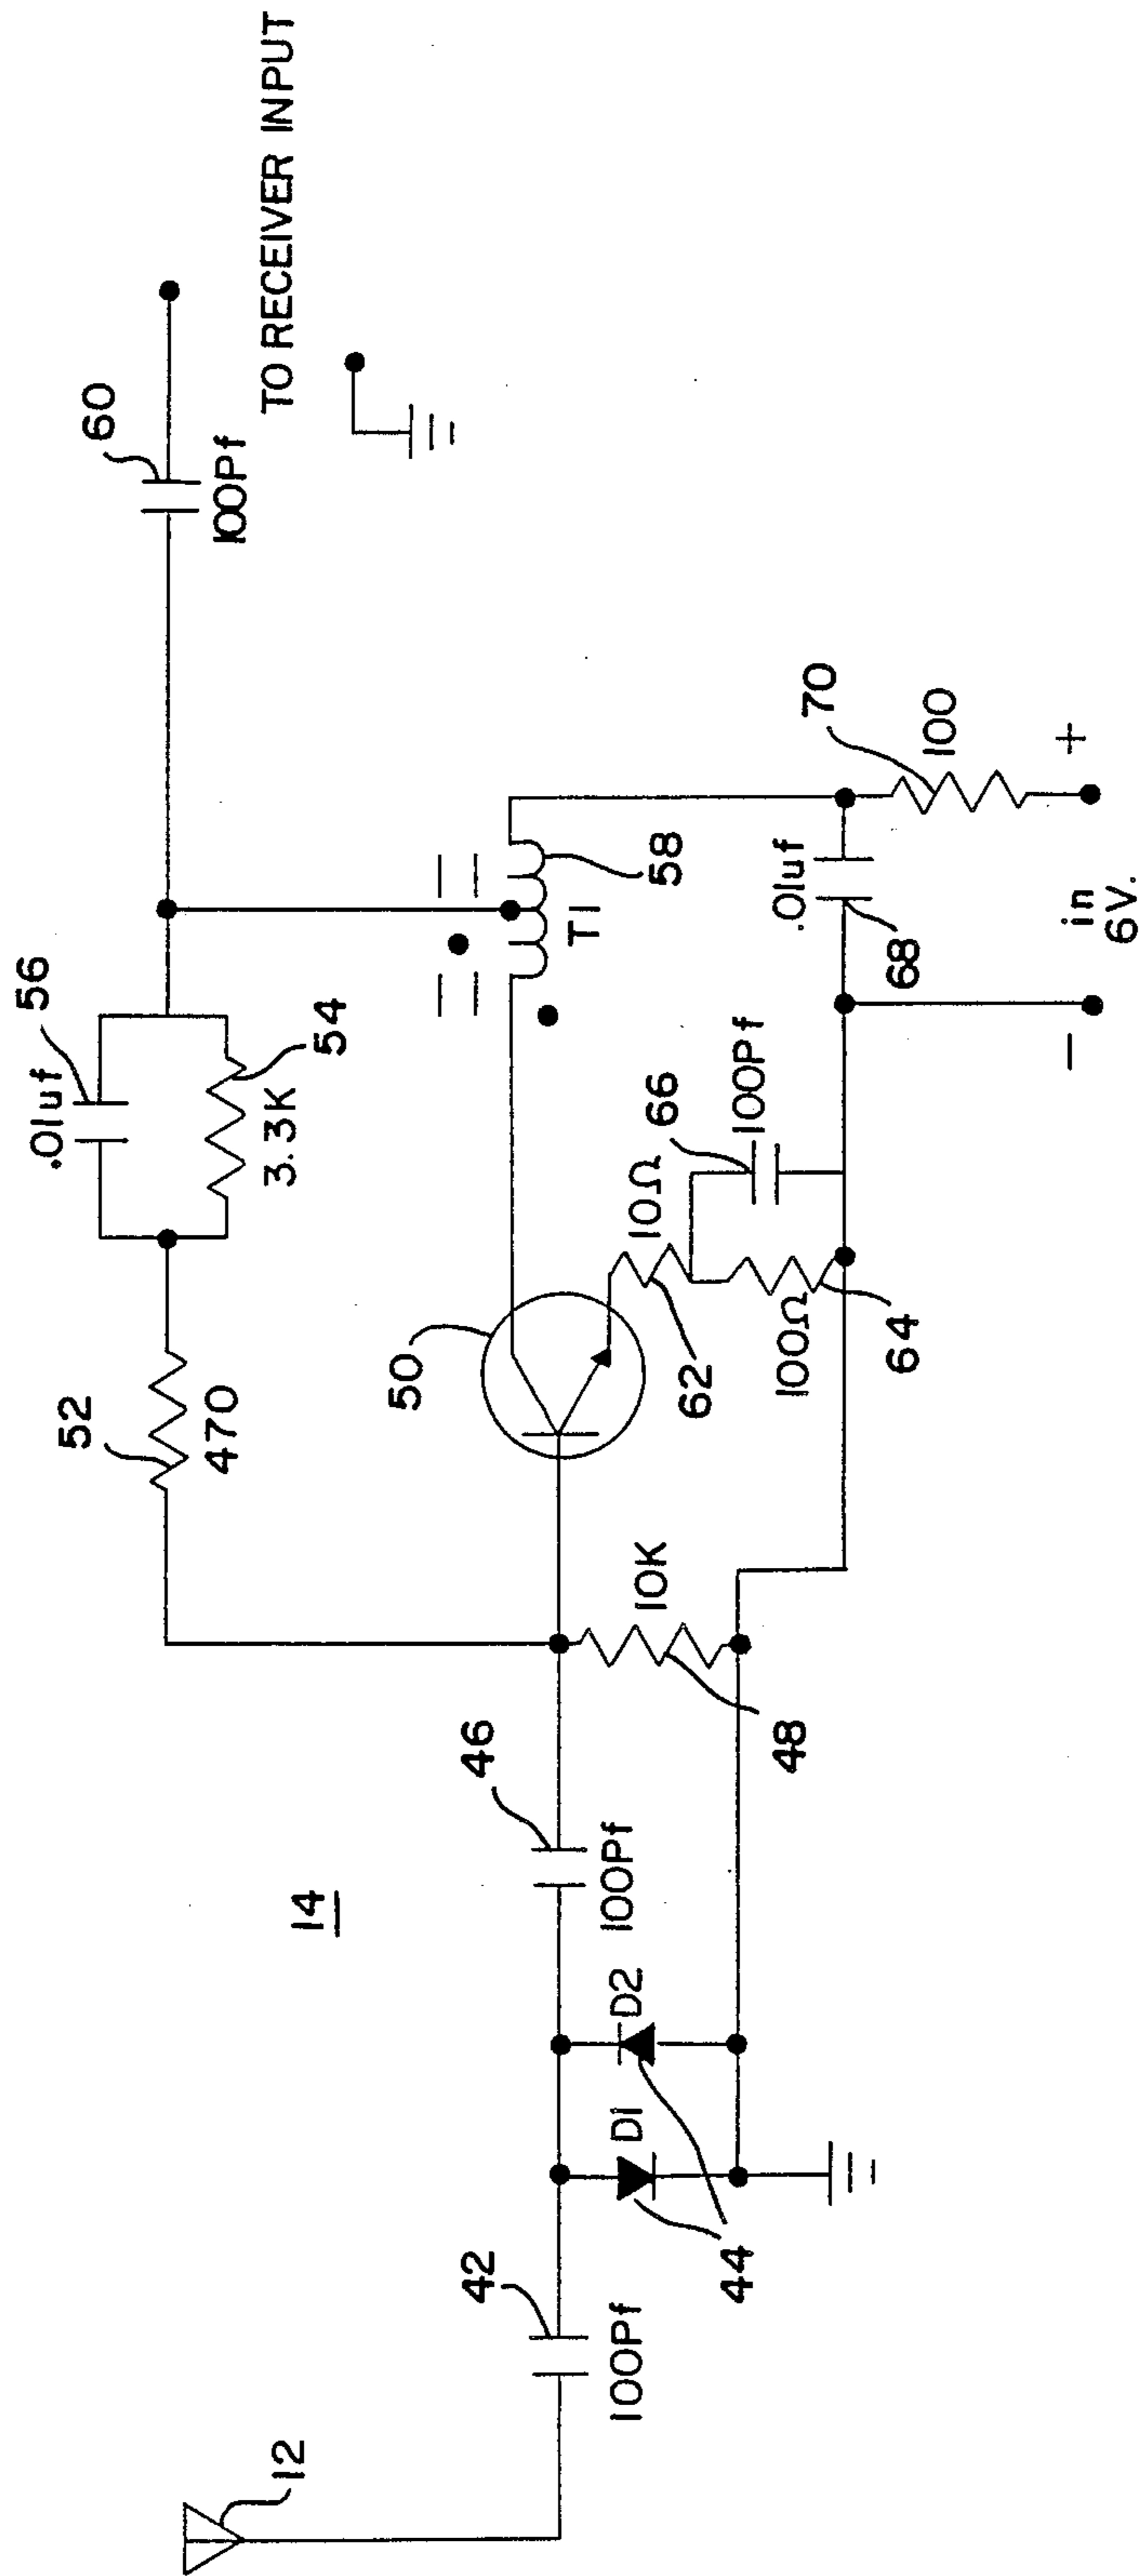 12
42
100Pf
44
D1
D2
14
46
100Pf
48
10K
52
470
50
56
.01uf
54
3.3K
62
10Ω
64
100Ω
66
100Pf
T1
58
68
.01uf
70
100
in
6V.
–
+
60
100Pf
TO RECEIVER INPUT